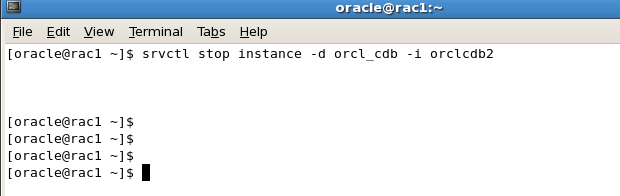 oracle@rac1:~
File Edit View Terminal Tabs Help
[oracle@rac1 ~]$ srvctl stop instance -d orcl_cdb -i orclcdb2
[oracle@rac1 ~]$
[oracle@rac1 ~]$
[oracle@rac1 ~]$
[oracle@rac1 ~]$